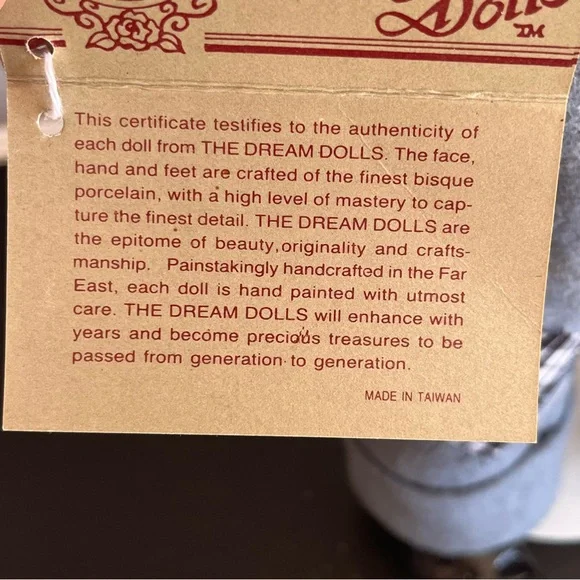 Dolls™
This certificate testifies to the authenticity of
each doll from THE DREAM DOLLS. The face,
hand and feet are crafted of the finest bisque
porcelain, with a high level of mastery to cap-
ture the finest detail. THE DREAM DOLLS are
the epitome of beauty,originality and crafts-
manship. Painstakingly handcrafted in the Far
East, each doll is hand painted with utmost
care. THE DREAM DOLLS will enhance with
years and become precious treasures to be
passed from generation to generation.
MADE IN TAIWAN